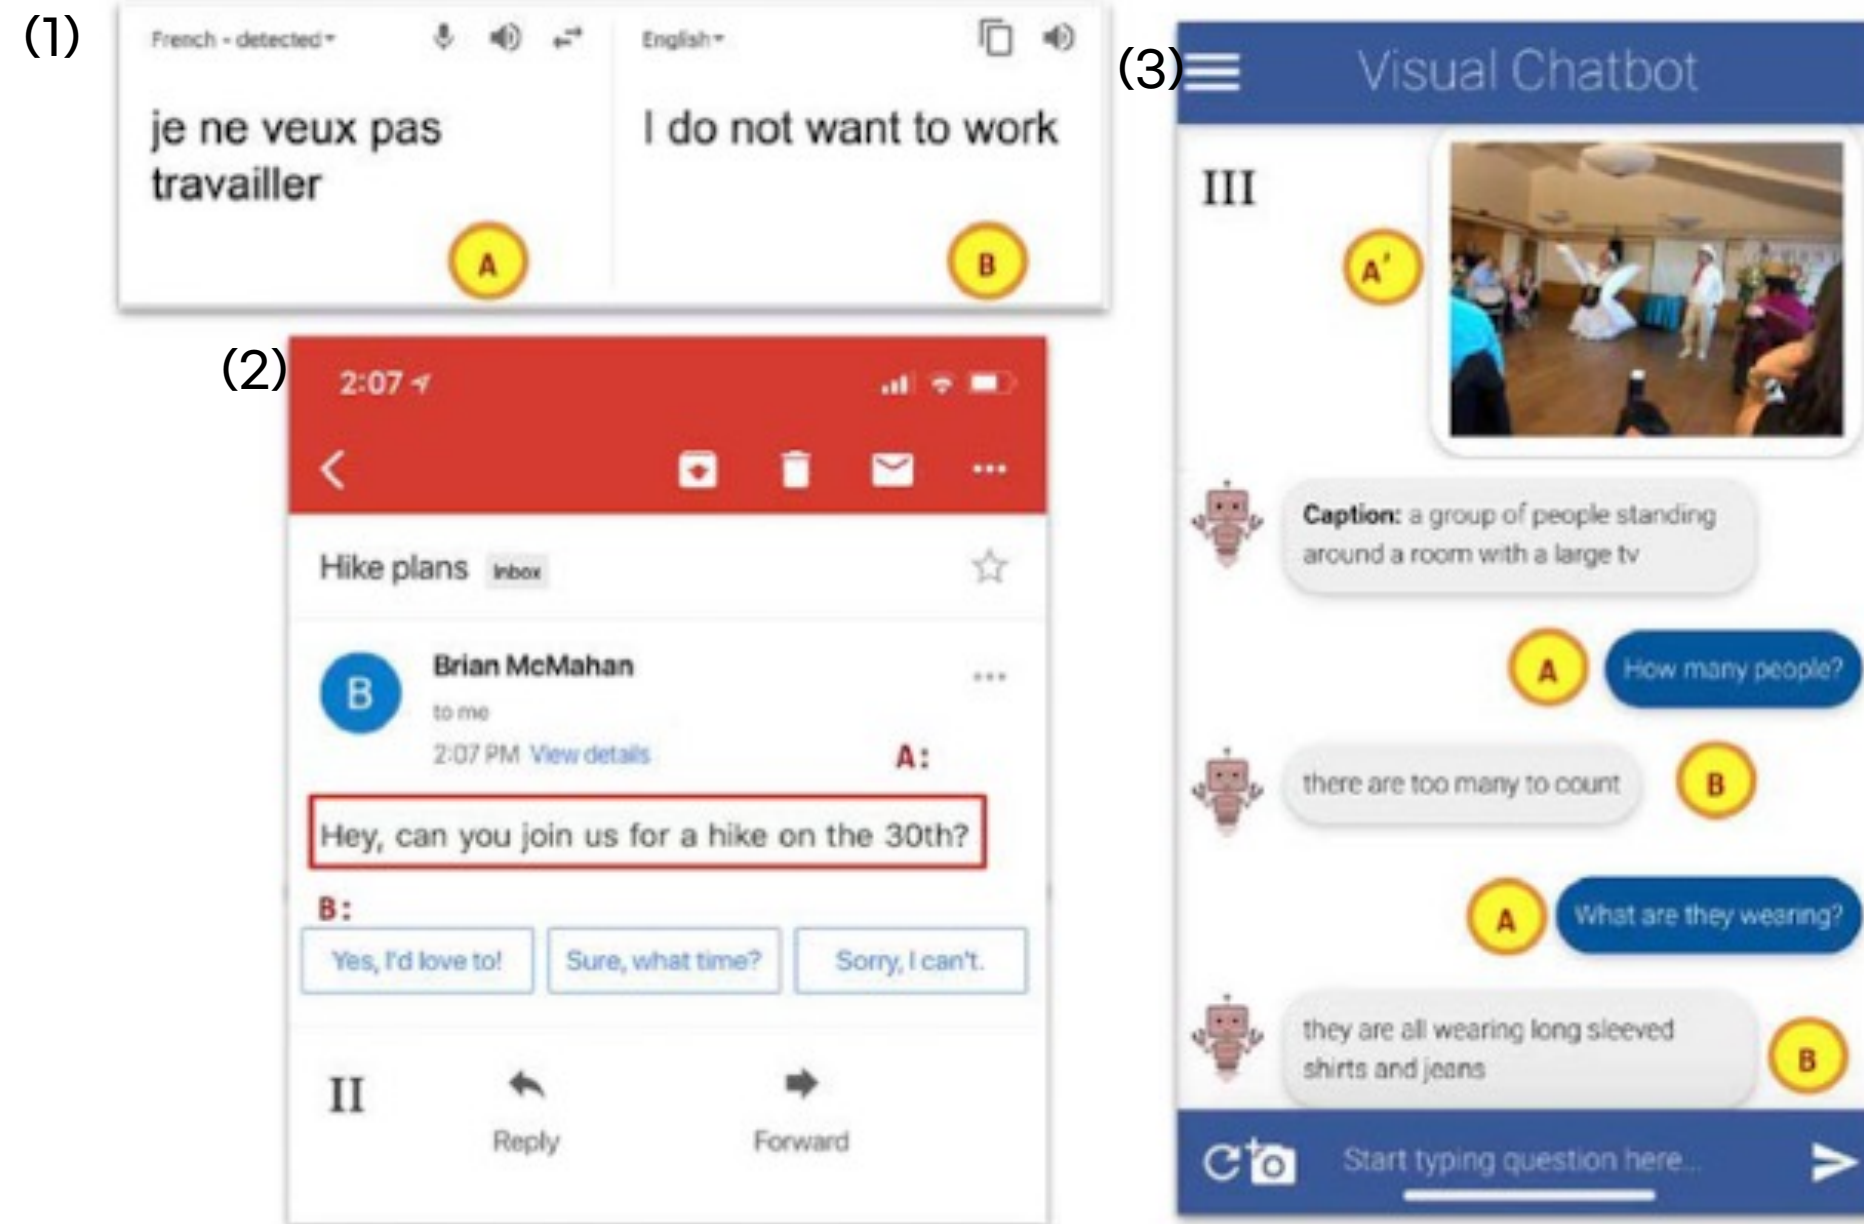 (1)
French - detected
English
je ne veux pas
travailler
I do not want to work
A
B
(2)
2:07
Hike plans Inbox
B
Brian McMahan
to me
2:07 PM View details
A:
Hey, can you join us for a hike on the 30th?
B:
Yes, I'd love to!
Sure, what time?
Sorry, I can't.
II
Reply
Forward
(3)
Visual Chatbot
III
A'
Caption: a group of people standing
around a room with a large tv
A
How many people?
there are too many to count
B
A
What are they wearing?
they are all wearing long sleeved
shirts and jeans
B
Start typing question here...